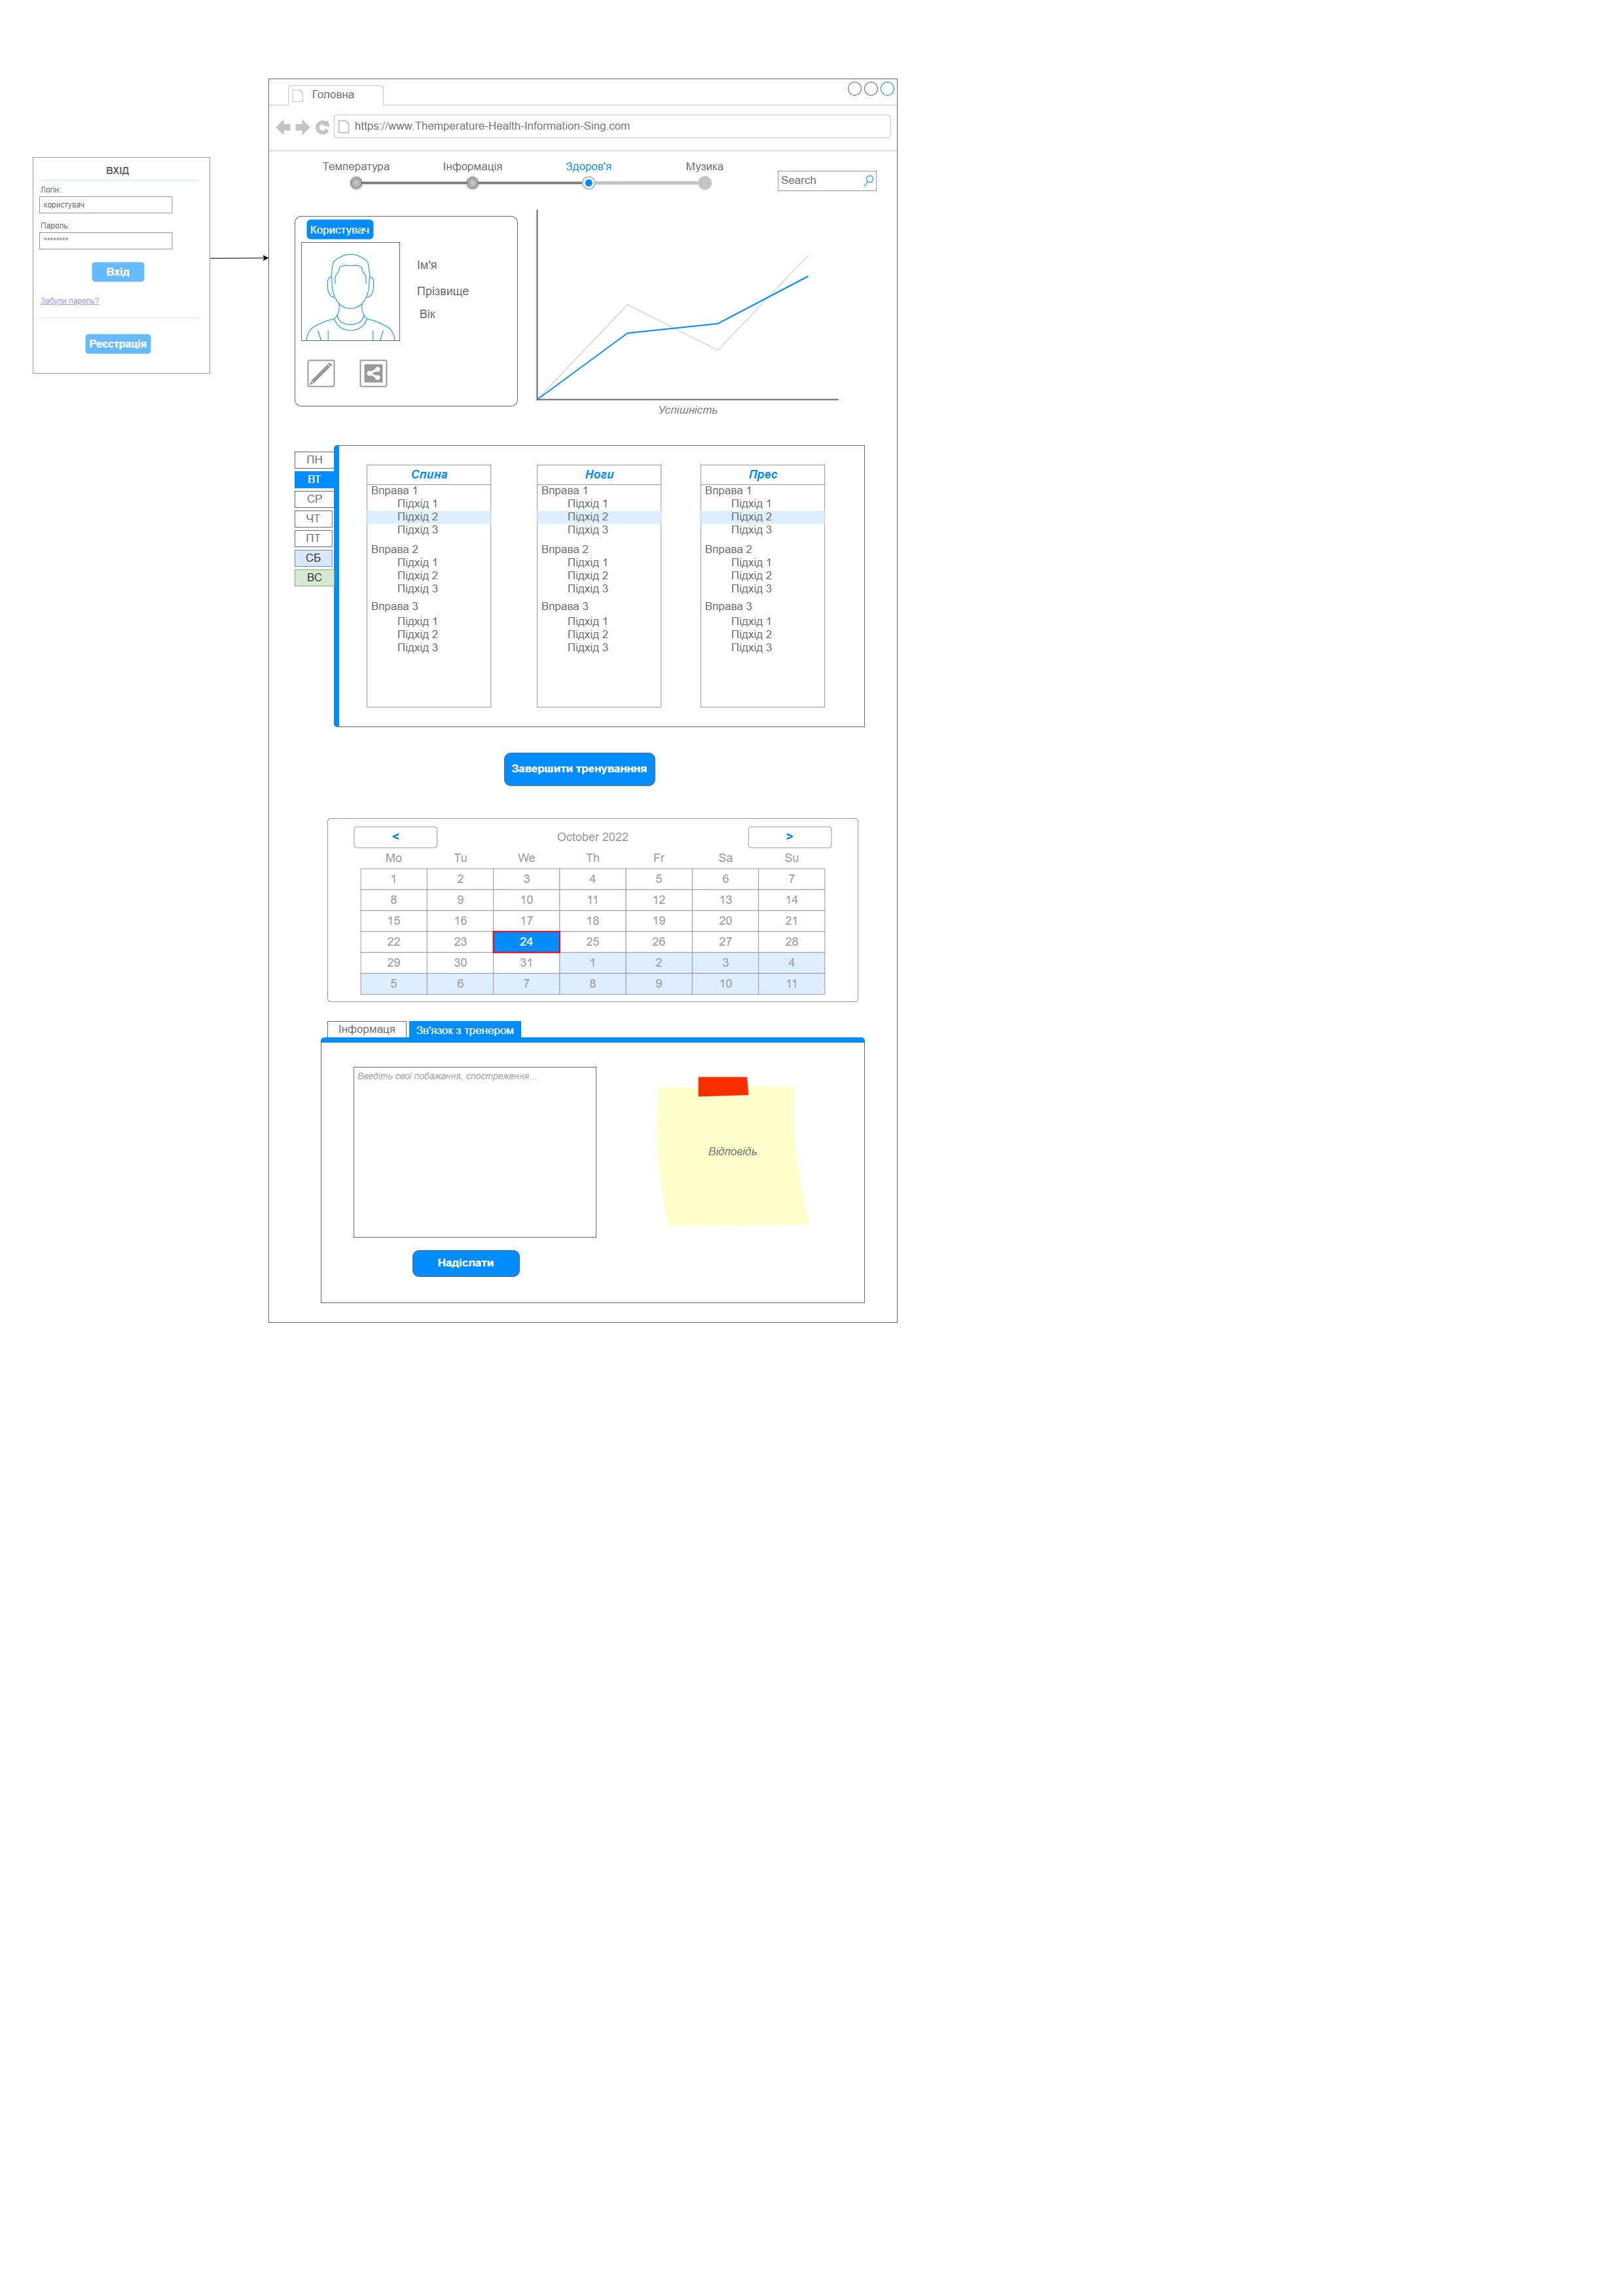 ВХІД
Логін:
користувач
Пароль:
********
Вхід
Забули пароль?
Реєстрація
Головна
https://www.Themperature-Health-Information-Sing.com
Температура Інформація Здоров'я Музика
Search
Користувач
Ім'я
Прізвище
Вік
Успішність
ПН
ВТ
СР
ЧТ
ПТ
СБ
ВС
Спина
Вправа 1
Підхід 1
Підхід 2
Підхід 3
Вправа 2
Підхід 1
Підхід 2
Підхід 3
Вправа 3
Підхід 1
Підхід 2
Підхід 3
Ноги
Вправа 1
Підхід 1
Підхід 2
Підхід 3
Вправа 2
Підхід 1
Підхід 2
Підхід 3
Вправа 3
Підхід 1
Підхід 2
Підхід 3
Прес
Вправа 1
Підхід 1
Підхід 2
Підхід 3
Вправа 2
Підхід 1
Підхід 2
Підхід 3
Вправа 3
Підхід 1
Підхід 2
Підхід 3
Завершити тренуванння
< October 2022 >
Mo Tu We Th Fr Sa Su
1 2 3 4 5 6 7
8 9 10 11 12 13 14
15 16 17 18 19 20 21
22 23 24 25 26 27 28
29 30 31 1 2 3 4
5 6 7 8 9 10 11
Інформаця Зв'язок з тренером
Введіть свої побажання, спостреження...
Відповідь
Надіслати